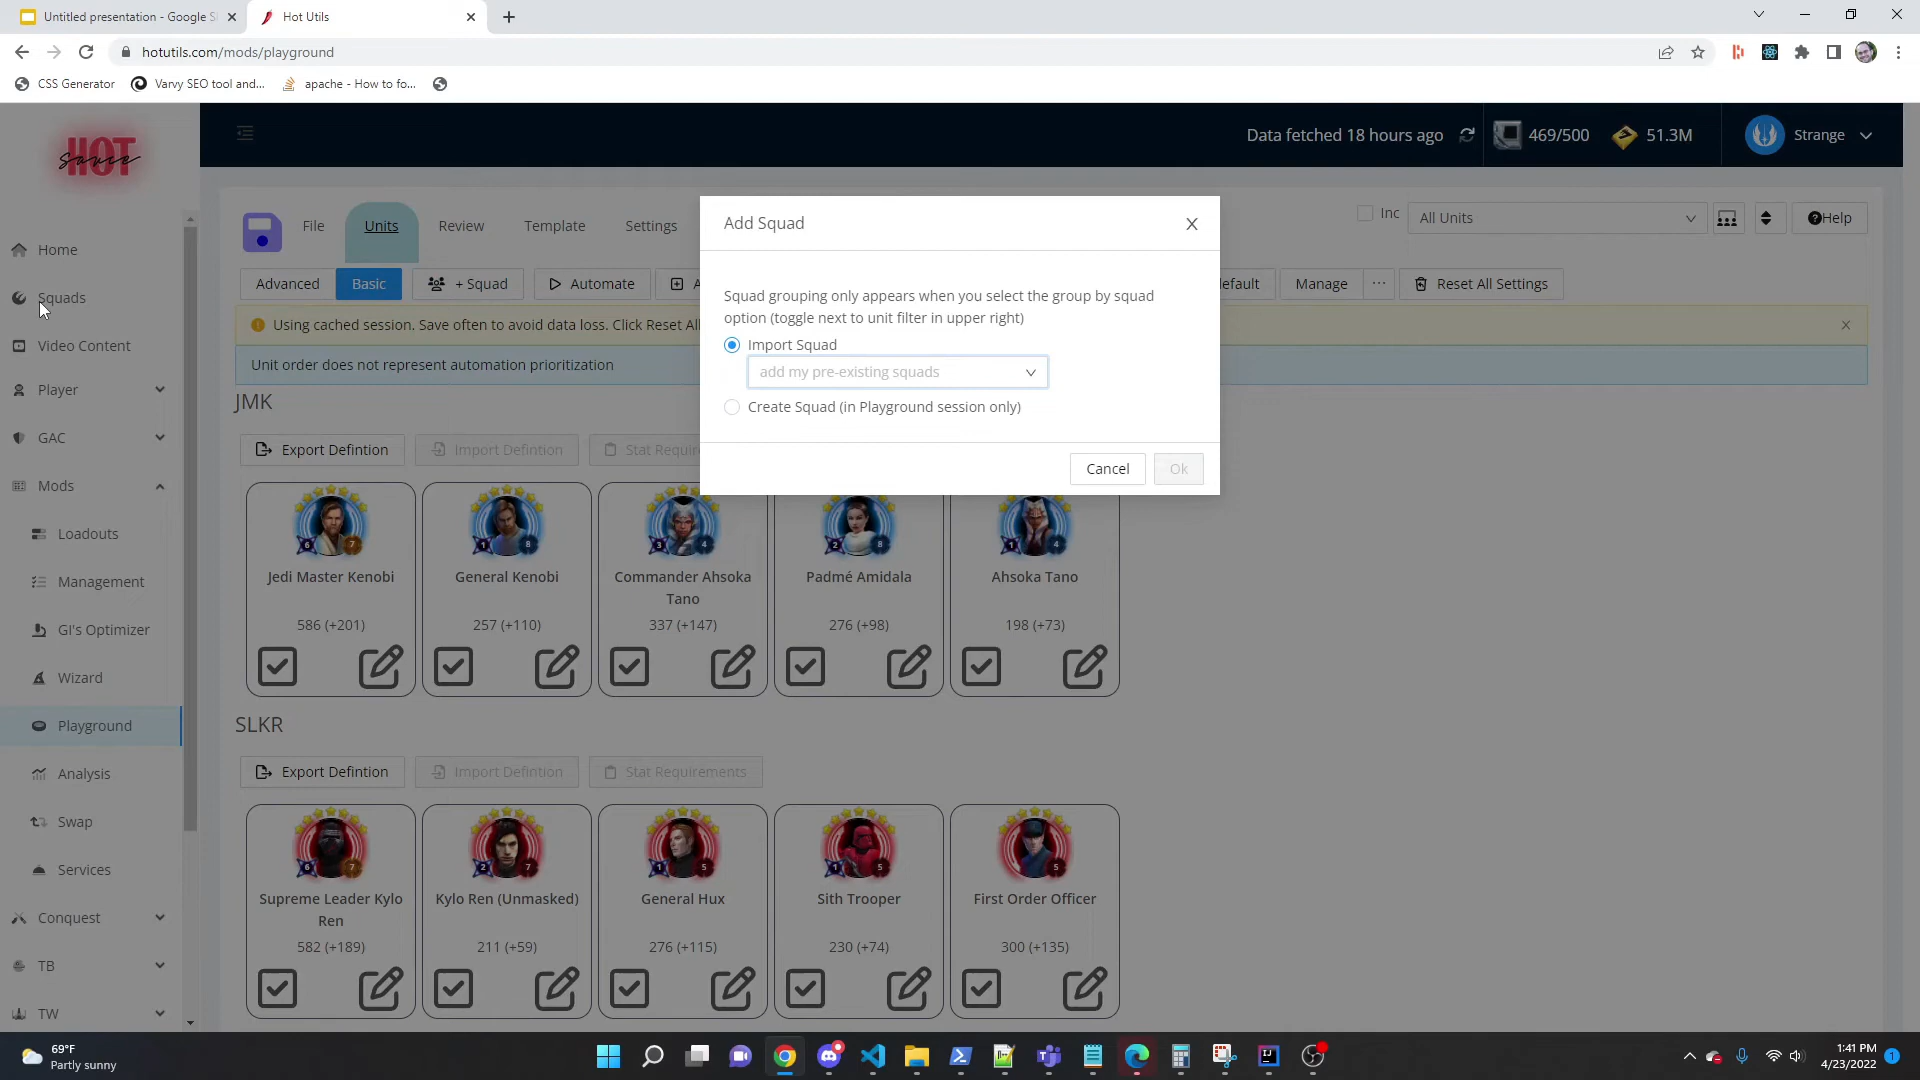 Untitled presentation - Google S
Hot Utils
hotutils.com/mods/playground
CSS Generator
Varvy SEO tool and...
apache - How to fo...
HOT
sauce
Data fetched 18 hours ago
469/500
51.3M
Strange
File
Units
Review
Template
Settings
Inc
All Units
Help
Advanced
Basic
+ Squad
Automate
Manage
Reset All Settings
Using cached session. Save often to avoid data loss. Click Reset All
Unit order does not represent automation prioritization
Home
Squads
Video Content
Player
GAC
Mods
Loadouts
Management
GI's Optimizer
Wizard
Playground
Analysis
Swap
Services
Conquest
TB
TW
Add Squad
Squad grouping only appears when you select the group by squad
option (toggle next to unit filter in upper right)
Import Squad
add my pre-existing squads
Create Squad (in Playground session only)
Cancel
Ok
JMK
Export Defintion
Import Defintion
Stat Requir
Jedi Master Kenobi
586 (+201)
General Kenobi
257 (+110)
Commander Ahsoka
Tano
337 (+147)
Padmé Amidala
276 (+98)
Ahsoka Tano
198 (+73)
SLKR
Export Defintion
Import Defintion
Stat Requirements
Supreme Leader Kylo
Ren
582 (+189)
Kylo Ren (Unmasked)
211 (+59)
General Hux
276 (+115)
Sith Trooper
230 (+74)
First Order Officer
300 (+135)
69°F
Partly sunny
1:41 PM
4/23/2022
1